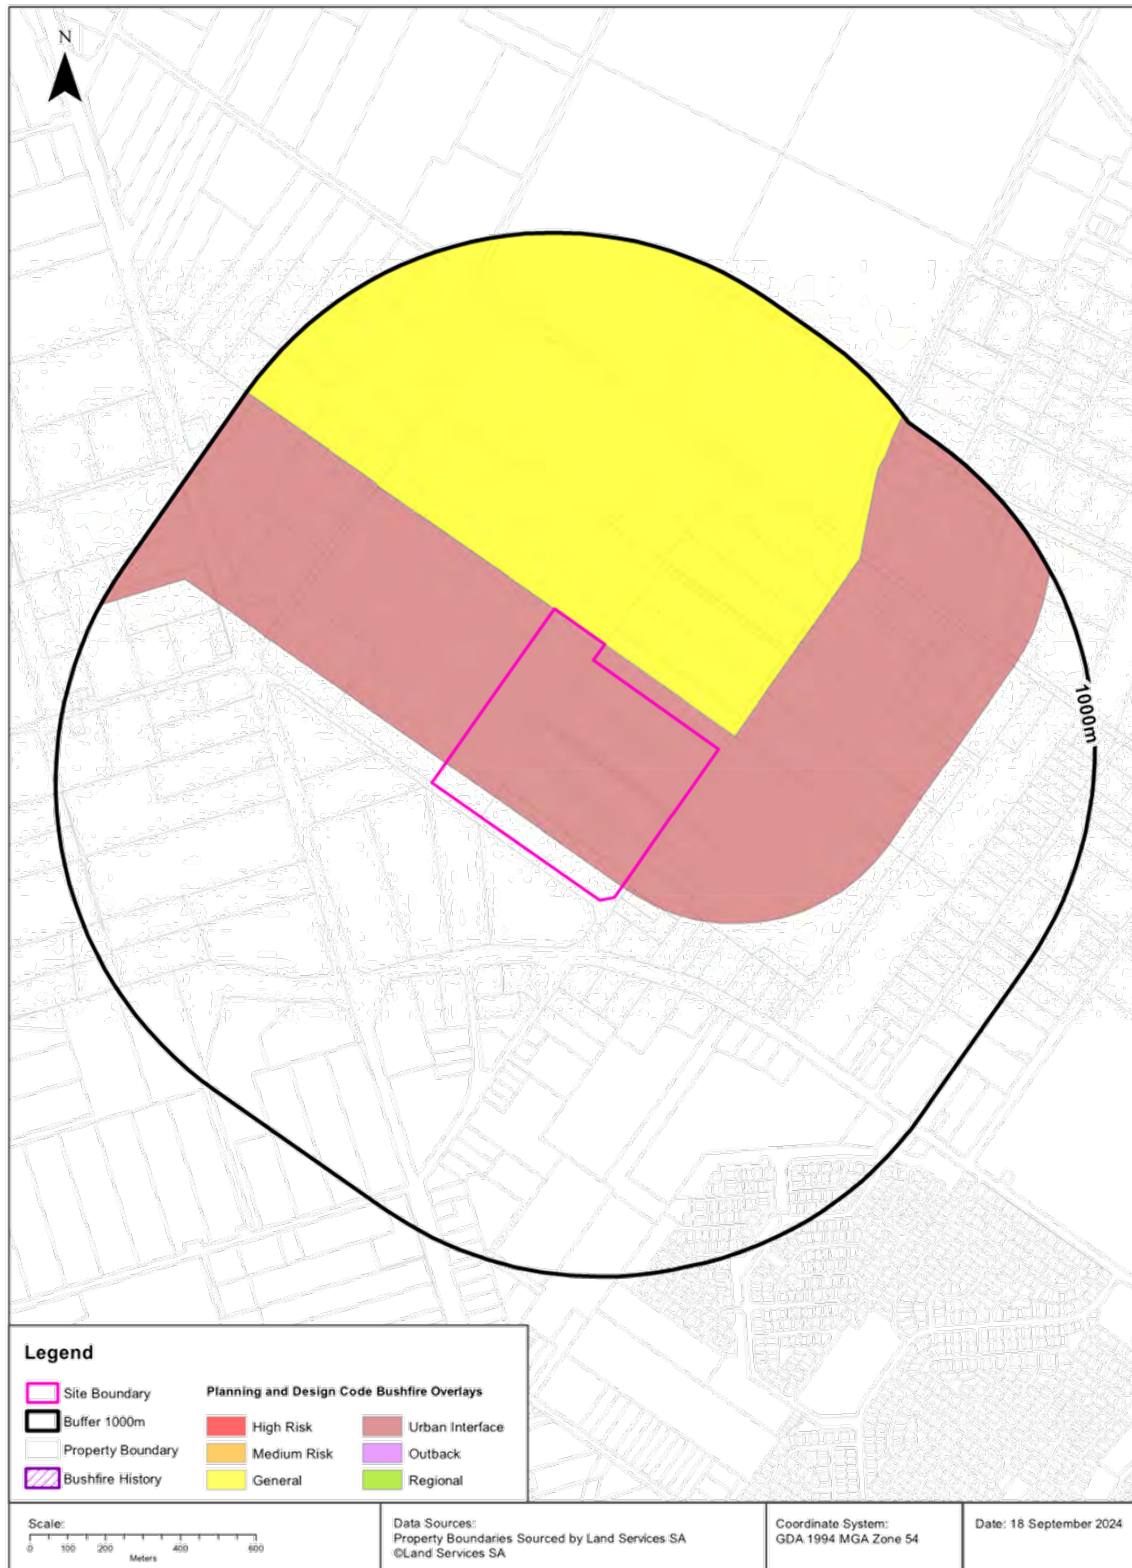 N
1000m
Legend
Site Boundary
Buffer 1000m
Property Boundary
Bushfire History
Planning and Design Code Bushfire Overlays
High Risk
Medium Risk
General
Urban Interface
Outback
Regional
Scale:
0 100 200 400 600
Meters
Data Sources:
Property Boundaries Sourced by Land Services SA
©Land Services SA
Coordinate System:
GDA 1994 MGA Zone 54
Date: 18 September 2024